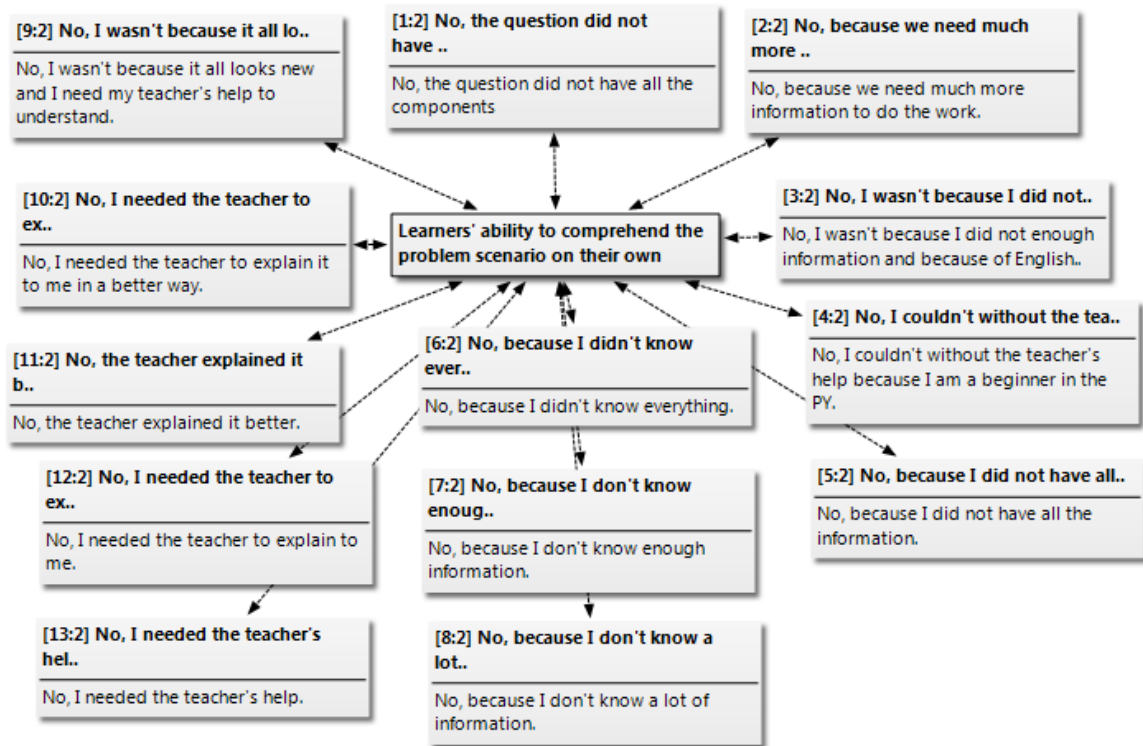 [9:2] No, I wasn't because it all lo..
No, I wasn't because it all looks new
and I need my teacher's help to
understand.
[1:2] No, the question did not
have ..
No, the question did not have all the
components
[2:2] No, because we need much
more ..
No, because we need much more
information to do the work.
[10:2] No, I needed the teacher to
ex..
No, I needed the teacher to explain it
to me in a better way.
Learners' ability to comprehend the
problem scenario on their own
[3:2] No, I wasn't because I did not..
No, I wasn't because I did not enough
information and because of English..
[11:2] No, the teacher explained it
b..
No, the teacher explained it better.
[6:2] No, because I didn't know
ever..
No, because I didn't know everything.
[4:2] No, I couldn't without the tea..
No, I couldn't without the teacher's
help because I am a beginner in the
PY.
[12:2] No, I needed the teacher to
ex..
No, I needed the teacher to explain to
me.
[7:2] No, because I don't know
enoug..
No, because I don't know enough
information.
[5:2] No, because I did not have all..
No, because I did not have all the
information.
[13:2] No, I needed the teacher's
hel..
No, I needed the teacher's help.
[8:2] No, because I don't know a
lot..
No, because I don't know a lot of
information.